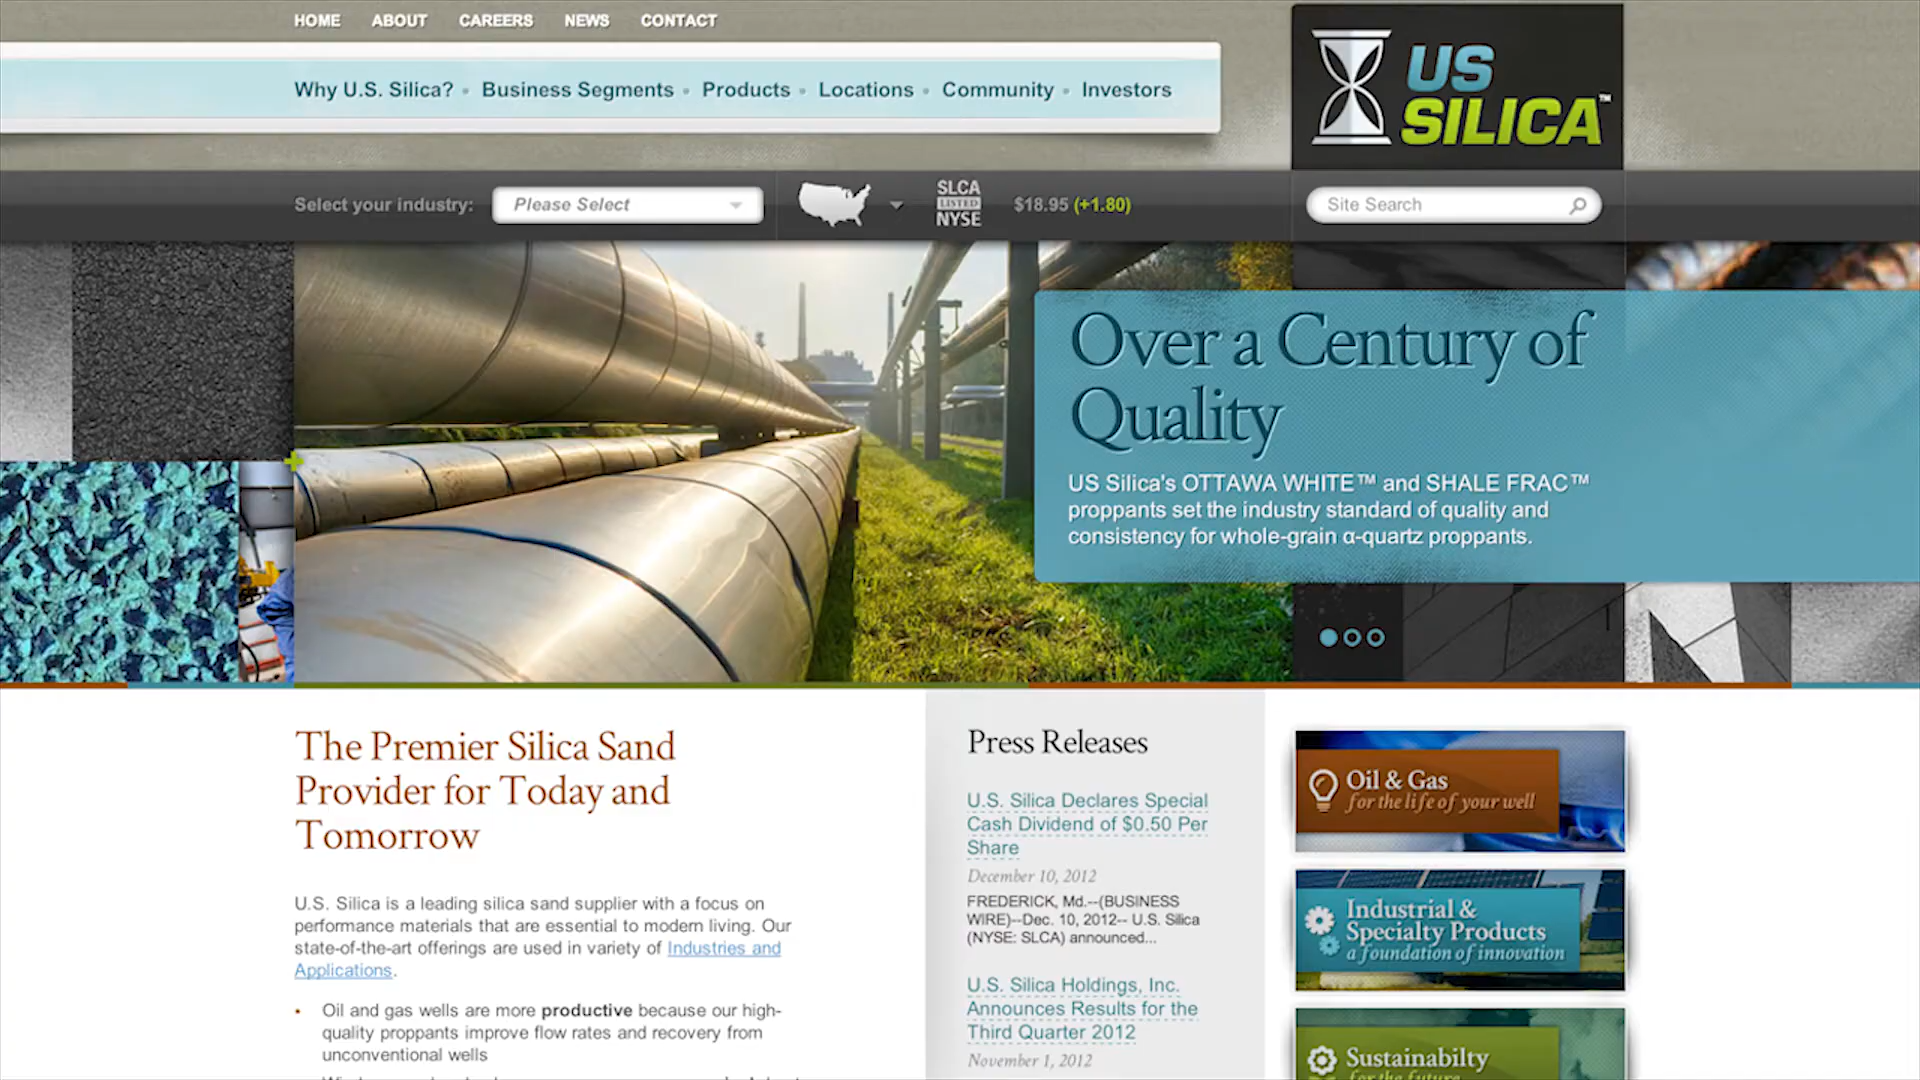 HOME ABOUT CAREERS NEWS CONTACT
Why U.S. Silica? Business Segments Products Locations Community Investors
US
SILICA™
Select your industry: Please Select
SLCA
LISTED
NYSE
$18.95 (+1.80)
Site Search
Over a Century of
Quality
US Silica's OTTAWA WHITE™ and SHALE FRAC™
proppants set the industry standard of quality and
consistency for whole-grain α-quartz proppants.
The Premier Silica Sand
Provider for Today and
Tomorrow
U.S. Silica is a leading silica sand supplier with a focus on
performance materials that are essential to modern living. Our
state-of-the-art offerings are used in variety of Industries and
Applications.
Oil and gas wells are more productive because our high-
quality proppants improve flow rates and recovery from
unconventional wells
Press Releases
U.S. Silica Declares Special
Cash Dividend of $0.50 Per
Share
December 10, 2012
FREDERICK, Md.--(BUSINESS
WIRE)--Dec. 10, 2012-- U.S. Silica
(NYSE: SLCA) announced...
U.S. Silica Holdings, Inc.
Announces Results for the
Third Quarter 2012
November 1, 2012
Oil & Gas
for the life of your well
Industrial &
Specialty Products
a foundation of innovation
Sustainabilty
for the future